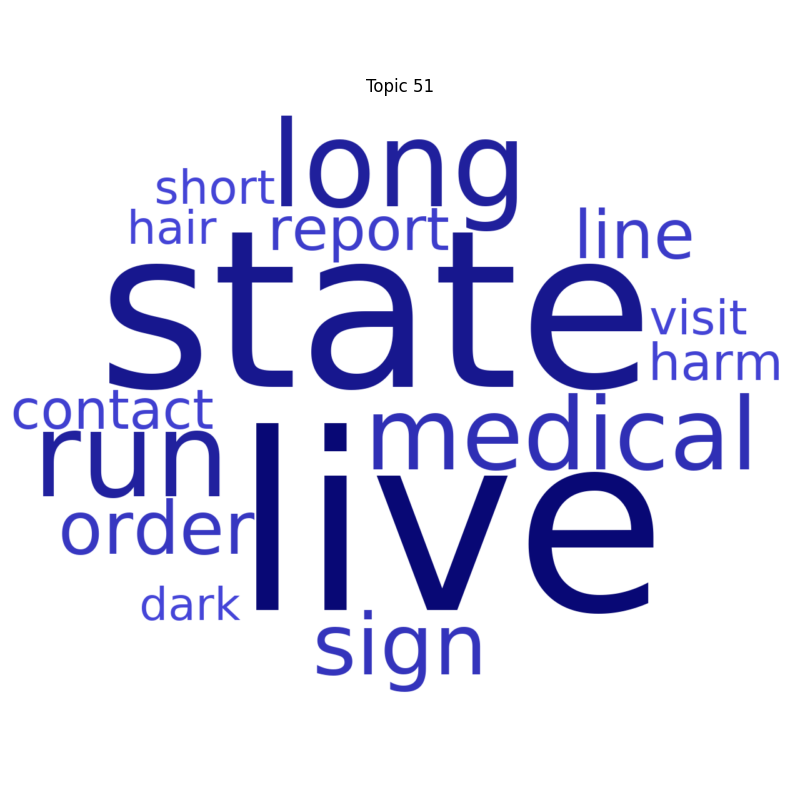 Topic 51
long
short
hair
report
line
state
visit
harm
contact
medical
run
live
order
dark
sign